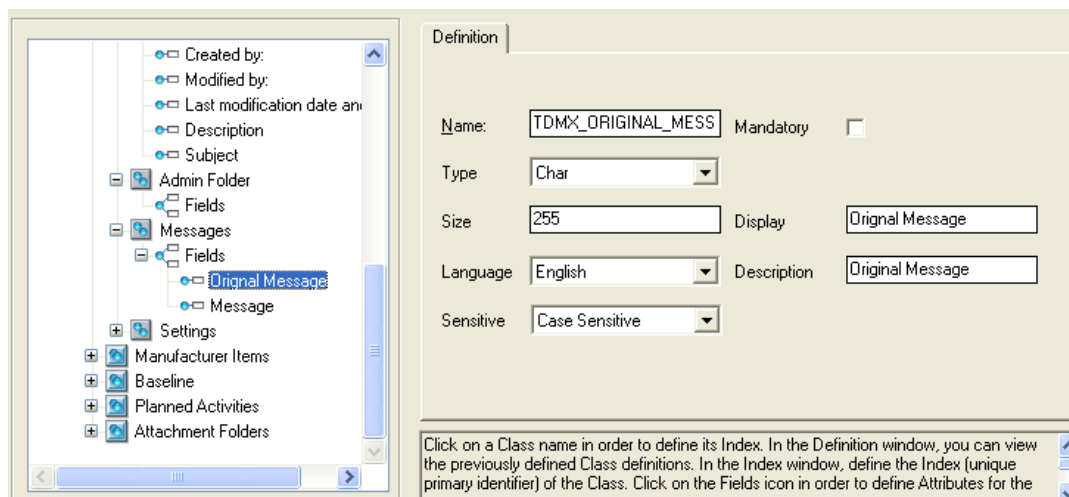 Created by:
Modified by:
Last modification date an
Description
Subject
Admin Folder
Fields
Messages
Fields
Orignal Message
Message
Settings
Manufacturer Items
Baseline
Planned Activities
Attachment Folders
Definition
Name: TDMX_ORIGINAL_MESS Mandatory
Type Char
Size 255 Display Orignal Message
Language English Description Original Message
Sensitive Case Sensitive
Click on a Class name in order to define its Index. In the Definition window, you can view
the previously defined Class definitions. In the Index window, define the Index (unique
primary identifier) of the Class. Click on the Fields icon in order to define Attributes for the